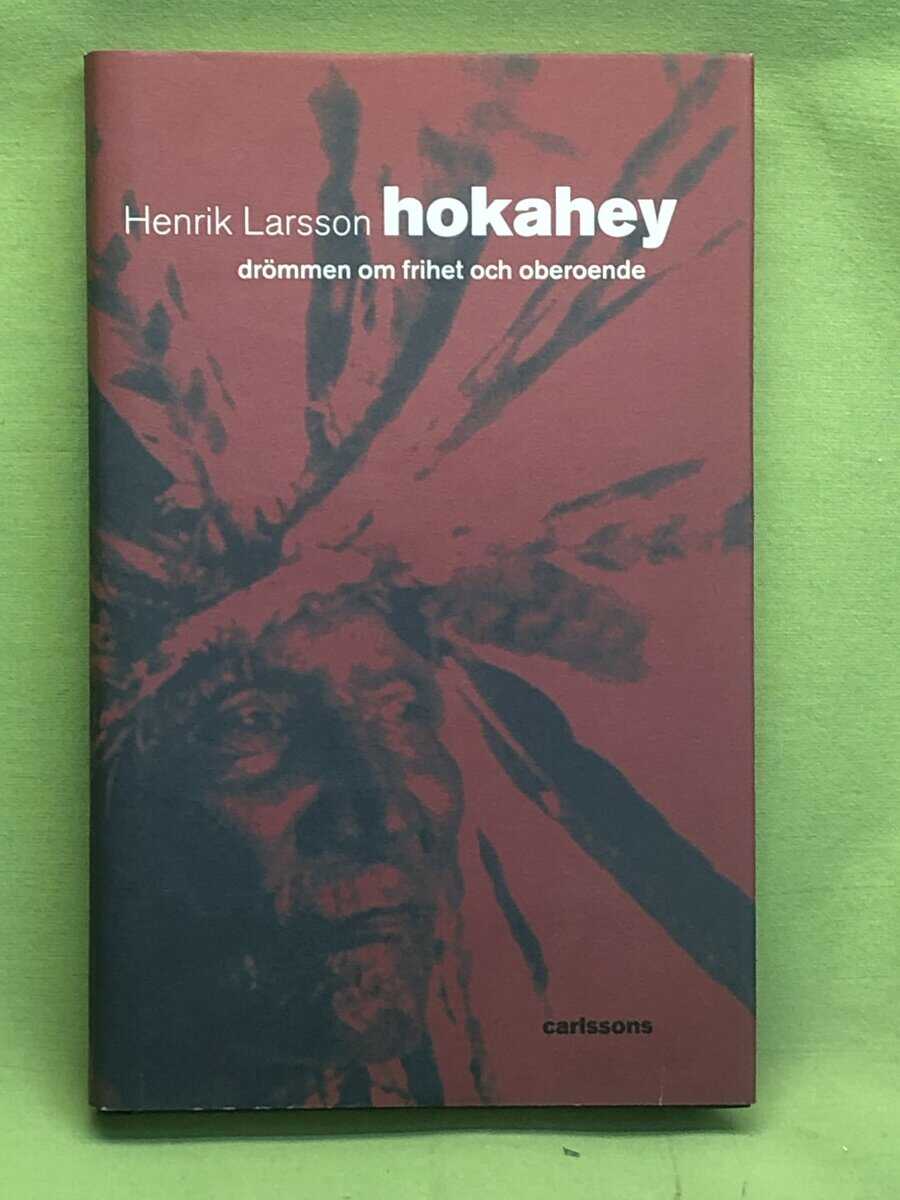 Henrik Larsson hokahey
drömmen om frihet och oberoende
carlssons